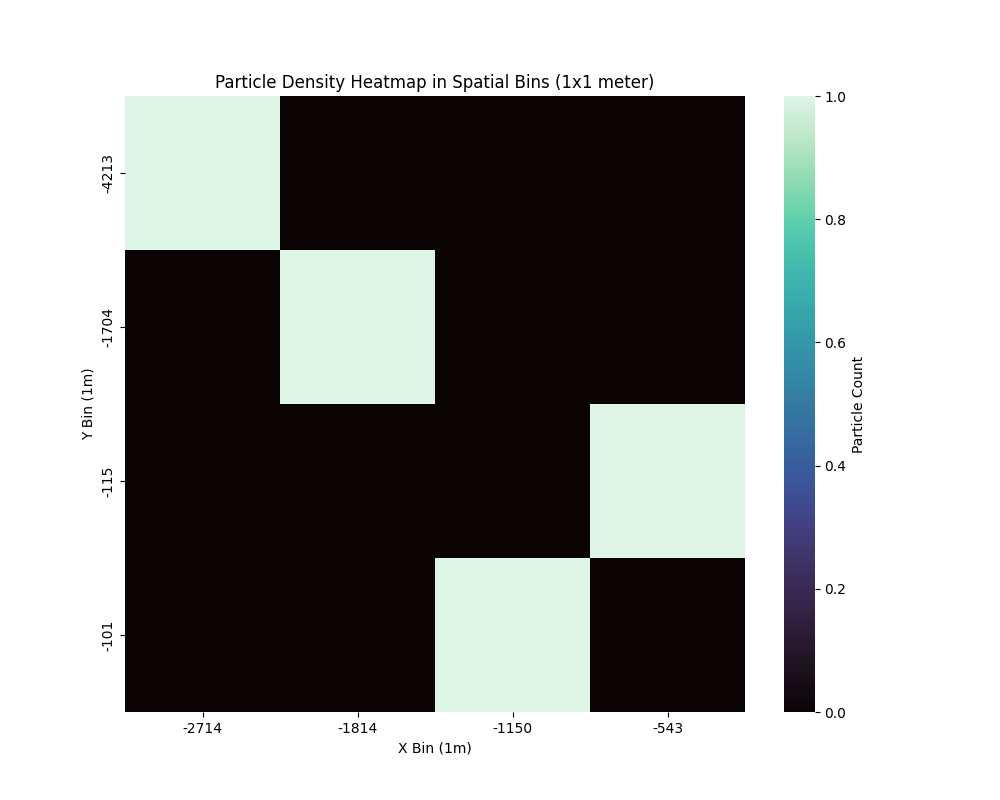 Particle Density Heatmap in Spatial Bins (1x1 meter)
Y Bin (1m)
-4213
-1704
-115
-101
-2714 -1814 -1150 -543
X Bin (1m)
1.0
0.8
0.6
0.4
0.2
0.0
Particle Count